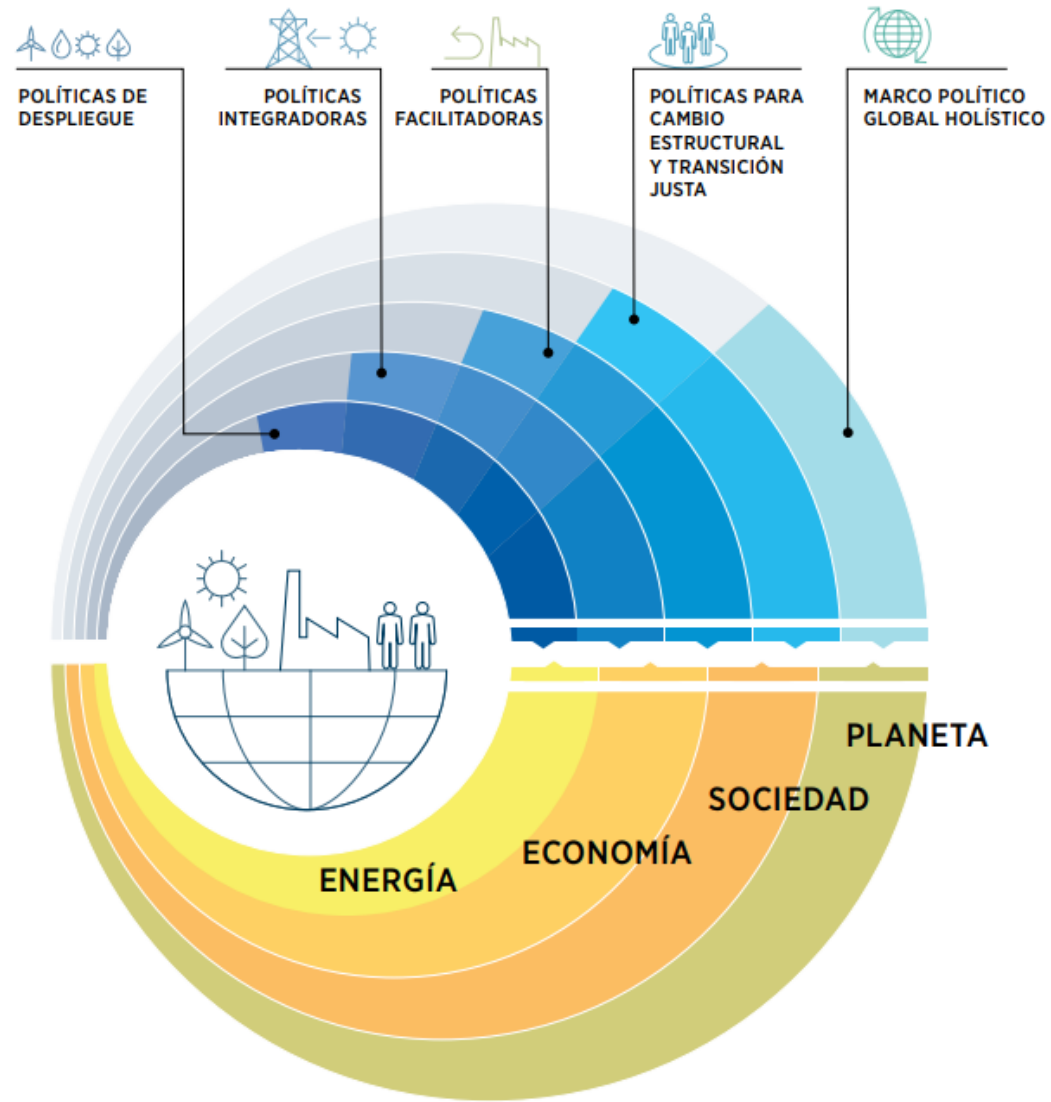 POLÍTICAS DE
DESPLIEGUE
POLÍTICAS
INTEGRADORAS
POLÍTICAS
FACILITADORAS
POLÍTICAS PARA
CAMBIO
ESTRUCTURAL
Y TRANSICIÓN
JUSTA
MARCO POLÍTICO
GLOBAL HOLÍSTICO
PLANETA
SOCIEDAD
ECONOMÍA
ENERGÍA